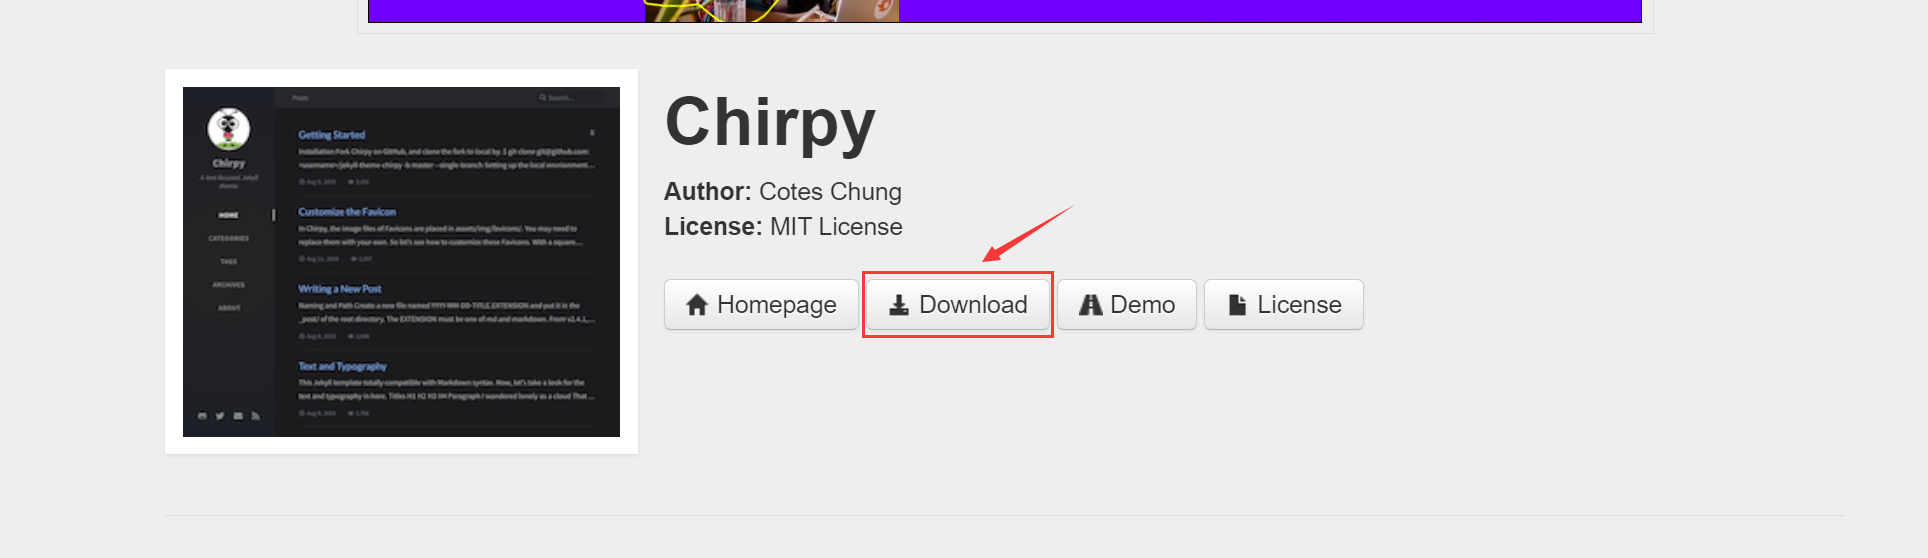 Posts
Search...
Chirpy
A text-focused Jekyll
theme.
HOME
CATEGORIES
TAGS
ARCHIVES
ABOUT
Getting Started
Installation Fork Chirpy on GitHub, and clone the fork to local by: $ git clone git@github.com:
<username>/jekyll-theme-chirpy -b master --single-branch Setting up the local environment...
Aug 9, 2019
Customize the Favicon
In Chirpy, the image files of Favicons are placed in assets/img/favicons/. You may need to
replace them with your own. So let's see how to customize these Favicons. With a square...
Aug 11, 2019
Writing a New Post
Naming and Path Create a new file named YYYY-MM-DD-TITLE.EXTENSION and put it in the
_post/ of the root directory. The EXTENSION must be one of md and markdown. From v2.4.1,...
Text and Typography
This Jekyll template totally compatible with Markdown syntax. Now, let's take a look for the
text and typography in here. Titles H1 H2 H3 H4 Paragraph I wandered lonely as a cloud That ...
Chirpy
Author: Cotes Chung
License: MIT License
Homepage
Download
Demo
License